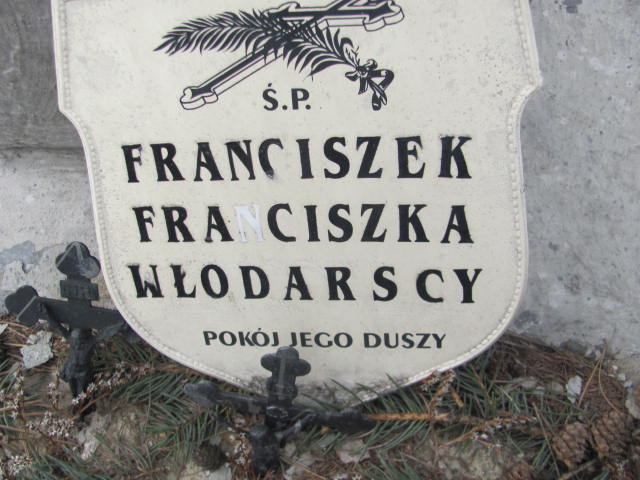 Ś.P.
FRANCISZEK
FRANCISZKA
WŁODARSCY
POKÓJ JEGO DUSZY